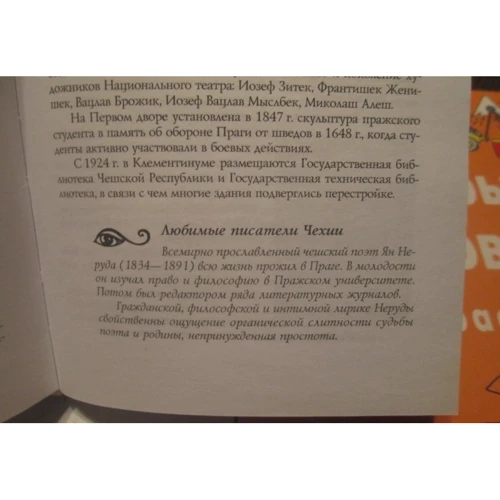 дожников Национального театра: Иозеф Зитек, Франтишек Жени-
шек, Вацлав Брожик, Иозеф Вацлав Мыслбек, Миколаш Алеш.
На Первом дворе установлена в 1847 г. скульптура пражского
студента в память об обороне Праги от шведов в 1648 г., когда сту-
денты активно участвовали в боевых действиях.
С 1924 г. в Клементинуме размещаются Государственная биб-
лиотека Чешской Республики и Государственная техническая биб-
лиотека, в связи с чем многие здания подверглись перестройке.
Любимые писатели Чехии
Всемирно прославленный чешский поэт Ян Не-
руда (1834—1891) всю жизнь прожил в Праге. В молодости
он изучал право и философию в Пражском университете.
Потом был редактором ряда литературных журналов.
Гражданской, философской и интимной лирике Неруды
свойственны ощущение органической слитности судьбы
поэта и родины, непринужденная простота.